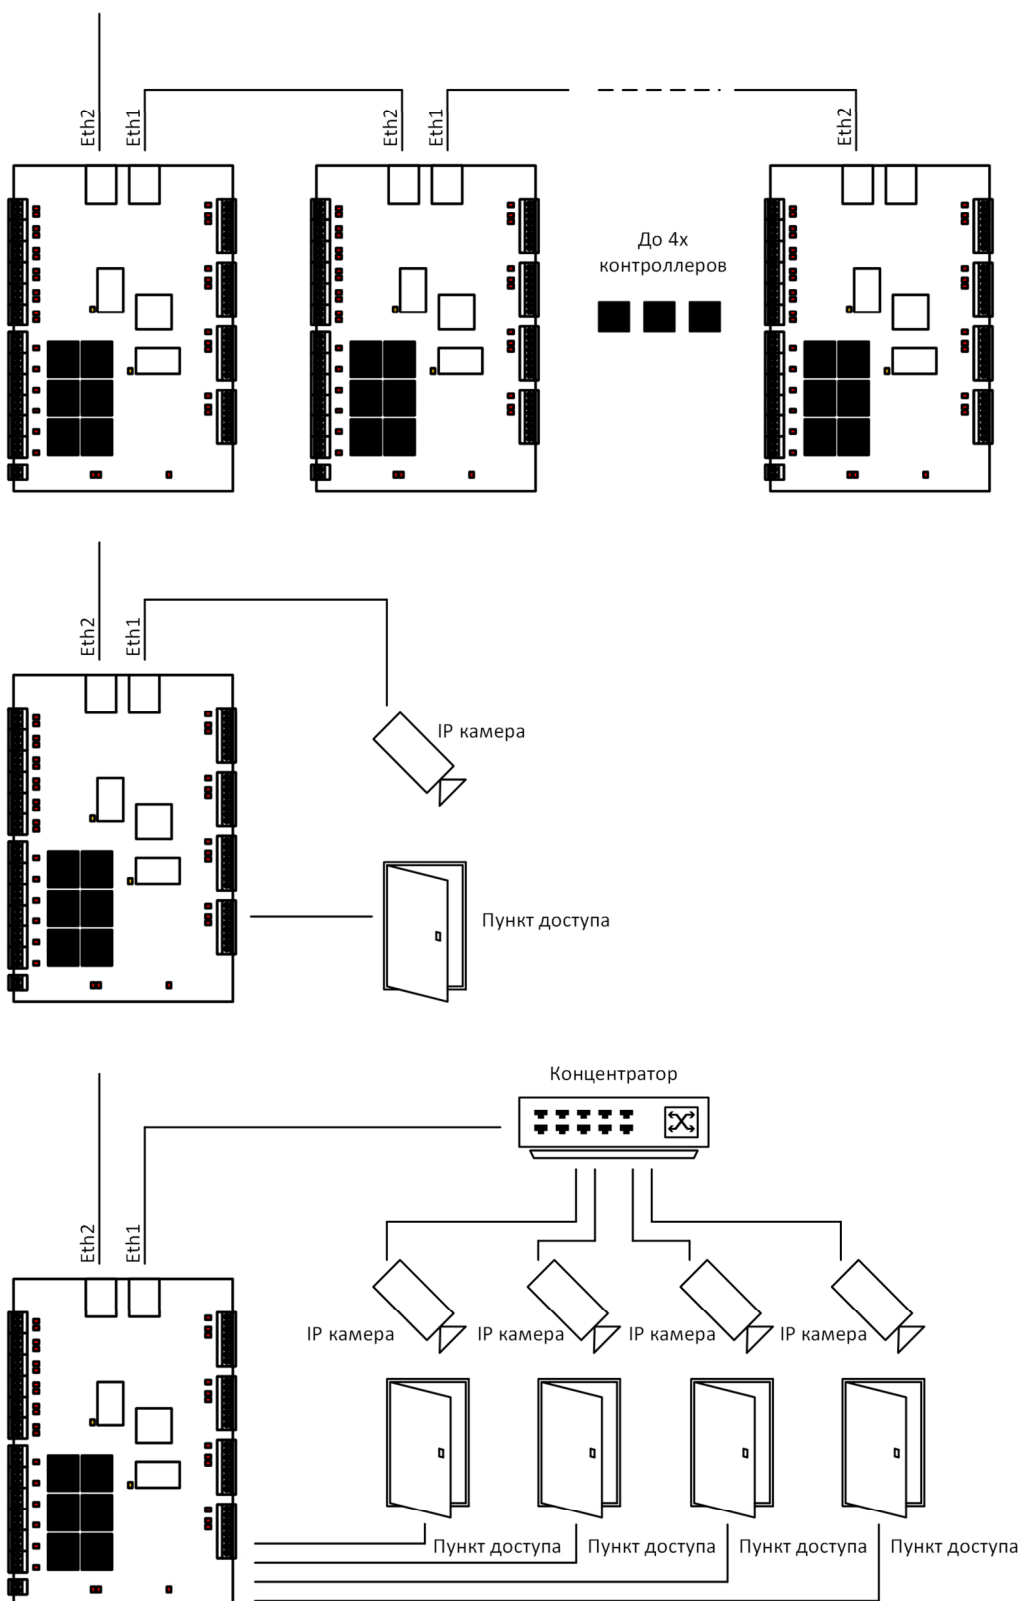 Eth2
Eth1
Eth2
Eth1
Eth2
До 4х
контроллеров
Eth2
Eth1
IP камера
Пункт доступа
Концентратор
Eth2
Eth1
IP камера
IP камера
IP камера
IP камера
Пункт доступа
Пункт доступа
Пункт доступа
Пункт доступа